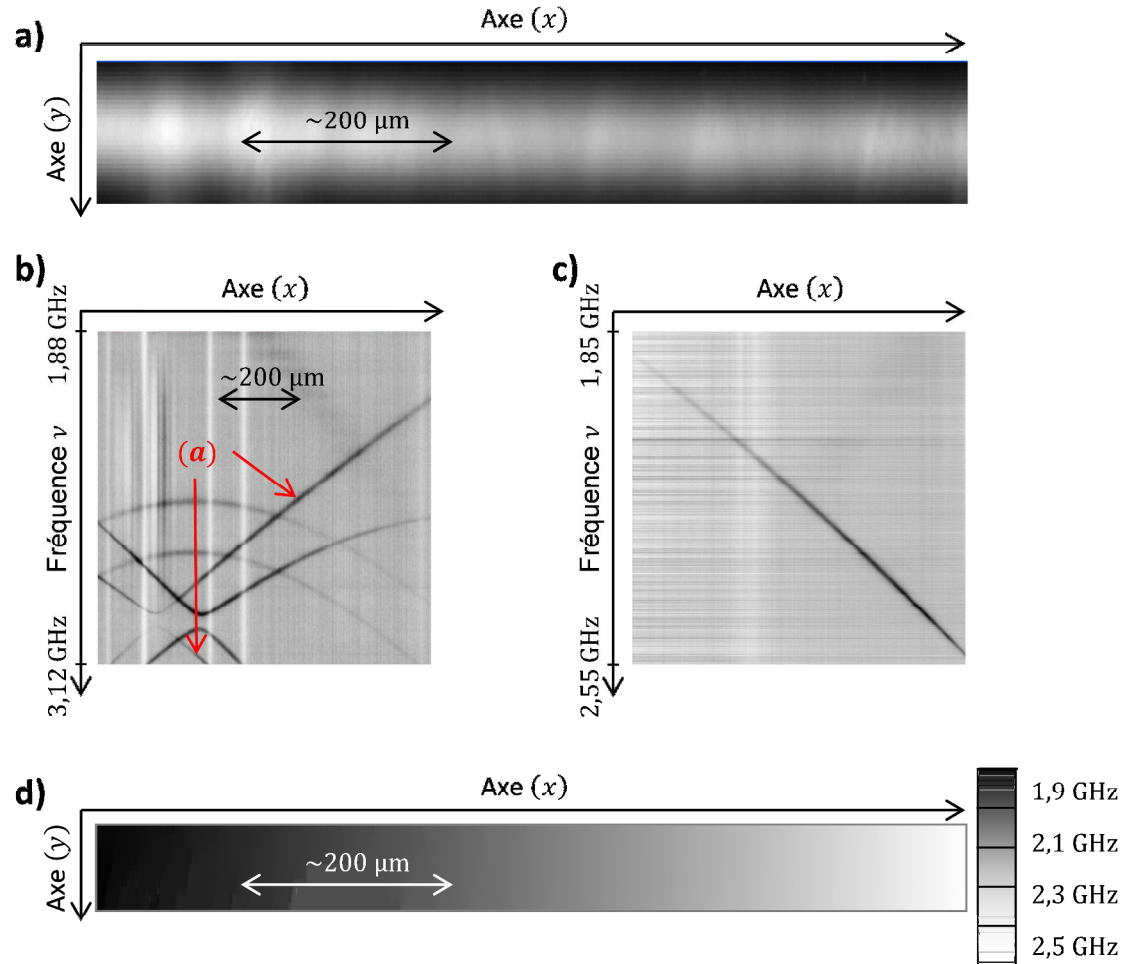 a)
Axe (x)
Axe (y)
~200 µm
b)
Axe (x)
1,88 GHz
Fréquence ν
3,12 GHz
~200 µm
(a)
c)
Axe (x)
1,85 GHz
Fréquence ν
2,55 GHz
d)
Axe (x)
Axe (y)
~200 µm
1,9 GHz
2,1 GHz
2,3 GHz
2,5 GHz